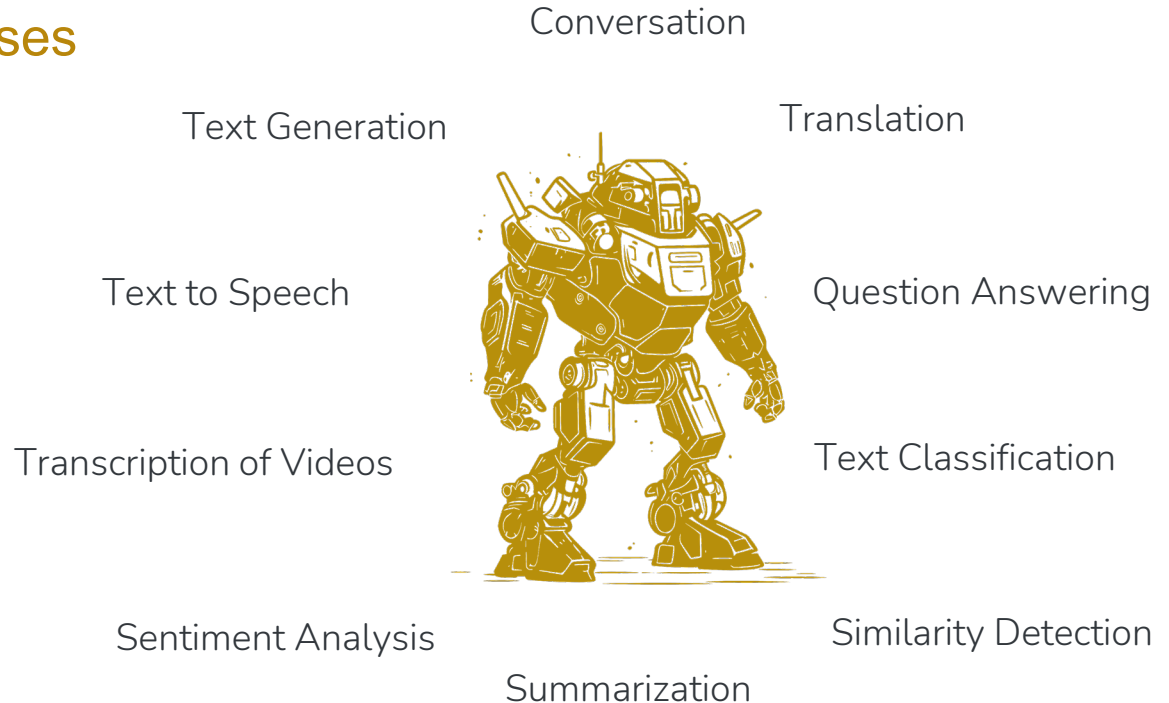 ses
Conversation
Text Generation
Translation
Text to Speech
Question Answering
Transcription of Videos
Text Classification
Sentiment Analysis
Similarity Detection
Summarization